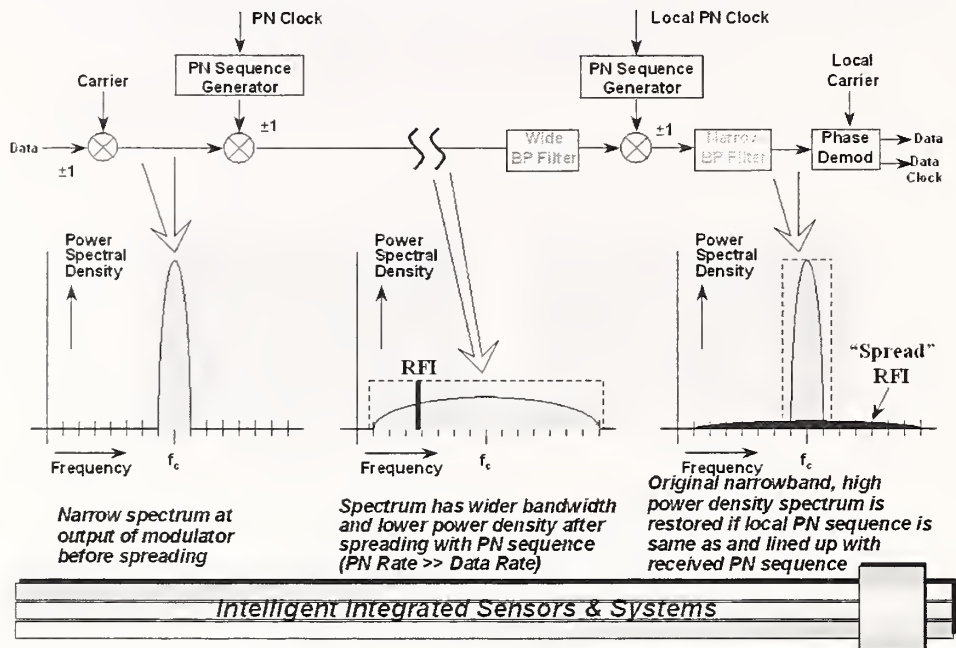 PN Clock
Local PN Clock
PN Sequence
Generator
PN Sequence
Generator
Local
Carrier
Carrier
±1
±1
Wide
BP Filter
Narrow
BP Filter
Phase
Demod
Data
Data
Data
Clock
±1
Power
Spectral
Density
Power
Spectral
Density
Power
Spectral
Density
RFI
"Spread"
RFI
Frequency
fc
Frequency
fc
Frequency
fc
Narrow spectrum at
output of modulator
before spreading
Spectrum has wider bandwidth
and lower power density after
spreading with PN sequence
(PN Rate >> Data Rate)
Original narrowband, high
power density spectrum is
restored if local PN sequence is
same as and lined up with
received PN sequence
Intelligent Integrated Sensors & Systems